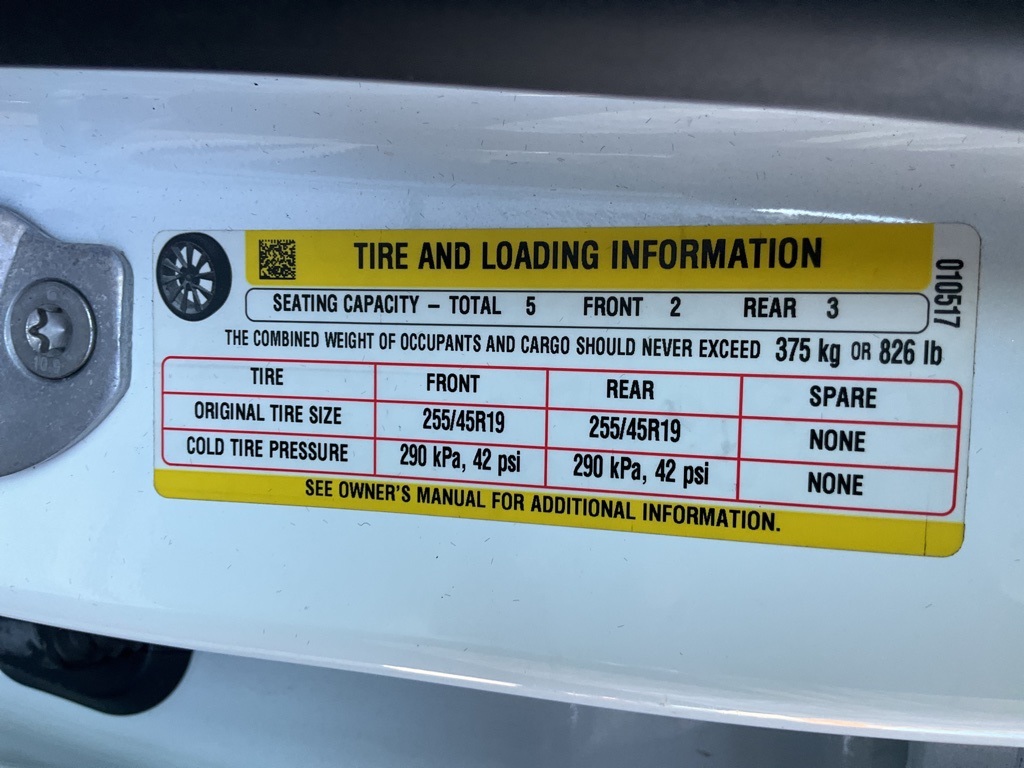 TIRE AND LOADING INFORMATION
SEATING CAPACITY – TOTAL 5 FRONT 2 REAR 3
010517
THE COMBINED WEIGHT OF OCCUPANTS AND CARGO SHOULD NEVER EXCEED 375 kg OR 826 lb
TIRE FRONT REAR SPARE
ORIGINAL TIRE SIZE 255/45R19 255/45R19 NONE
COLD TIRE PRESSURE 290 kPa, 42 psi 290 kPa, 42 psi NONE
SEE OWNER'S MANUAL FOR ADDITIONAL INFORMATION.